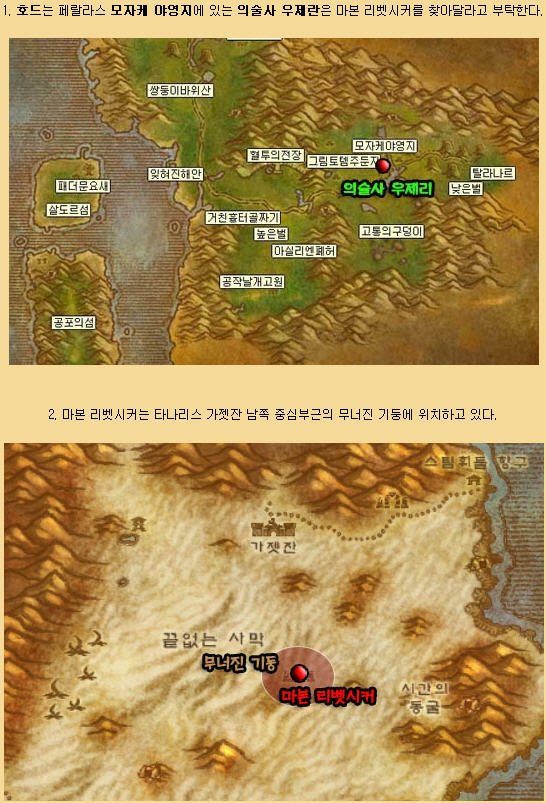 1. 호드는 페랄라스 모자케 야영지에 있는 의술사 우제란은 마본 리벳시커를 찾아달라고 부탁한다.
쌍둥이바위산
모자케야영지
혈투의전장
그림토템주둔지
잊혀진해안
탈라나르
패더문요새
의술사 우제리
낮은벌
살도르섬
거친흉터골짜기
높은벌
고통의구덩이
아실리엔폐허
공작날개고원
공포의섬
2. 마본 리벳시커는 타나리스 가젯잔 남쪽 중심부근의 무너진 기둥에 위치하고 있다.
스팀휘들 항구
가젯잔
끝없는 사막
무너진 기둥
마본 리벳시커
시간의
동굴